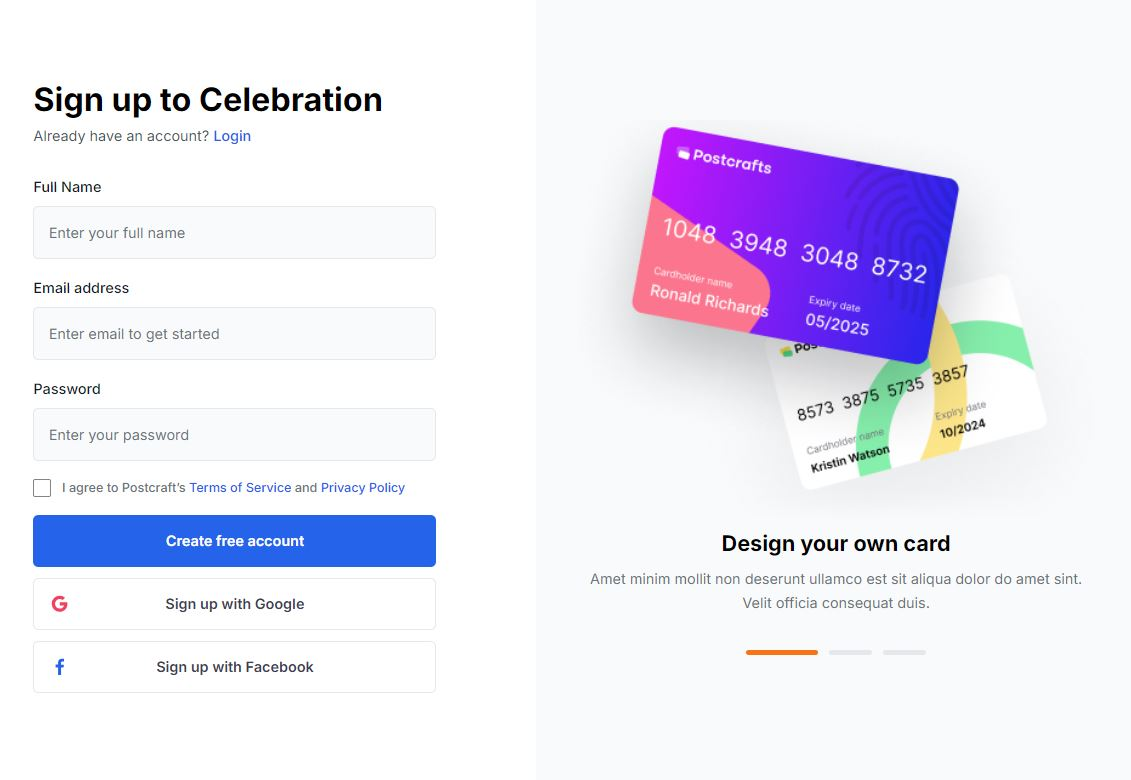 Sign up to Celebration
Already have an account? Login
Full Name
Enter your full name
Email address
Enter email to get started
Password
Enter your password
I agree to Postcraft's Terms of Service and Privacy Policy
Create free account
Sign up with Google
Sign up with Facebook
Postcrafts
1048 3948 3048 8732
Cardholder name
Ronald Richards
Expiry date
05/2025
Pos
8573 3875 5735 3857
Cardholder name
Kristin Watson
Expiry date
10/2024
Design your own card
Amet minim mollit non deserunt ullamco est sit aliqua dolor do amet sint.
Velit officia consequat duis.